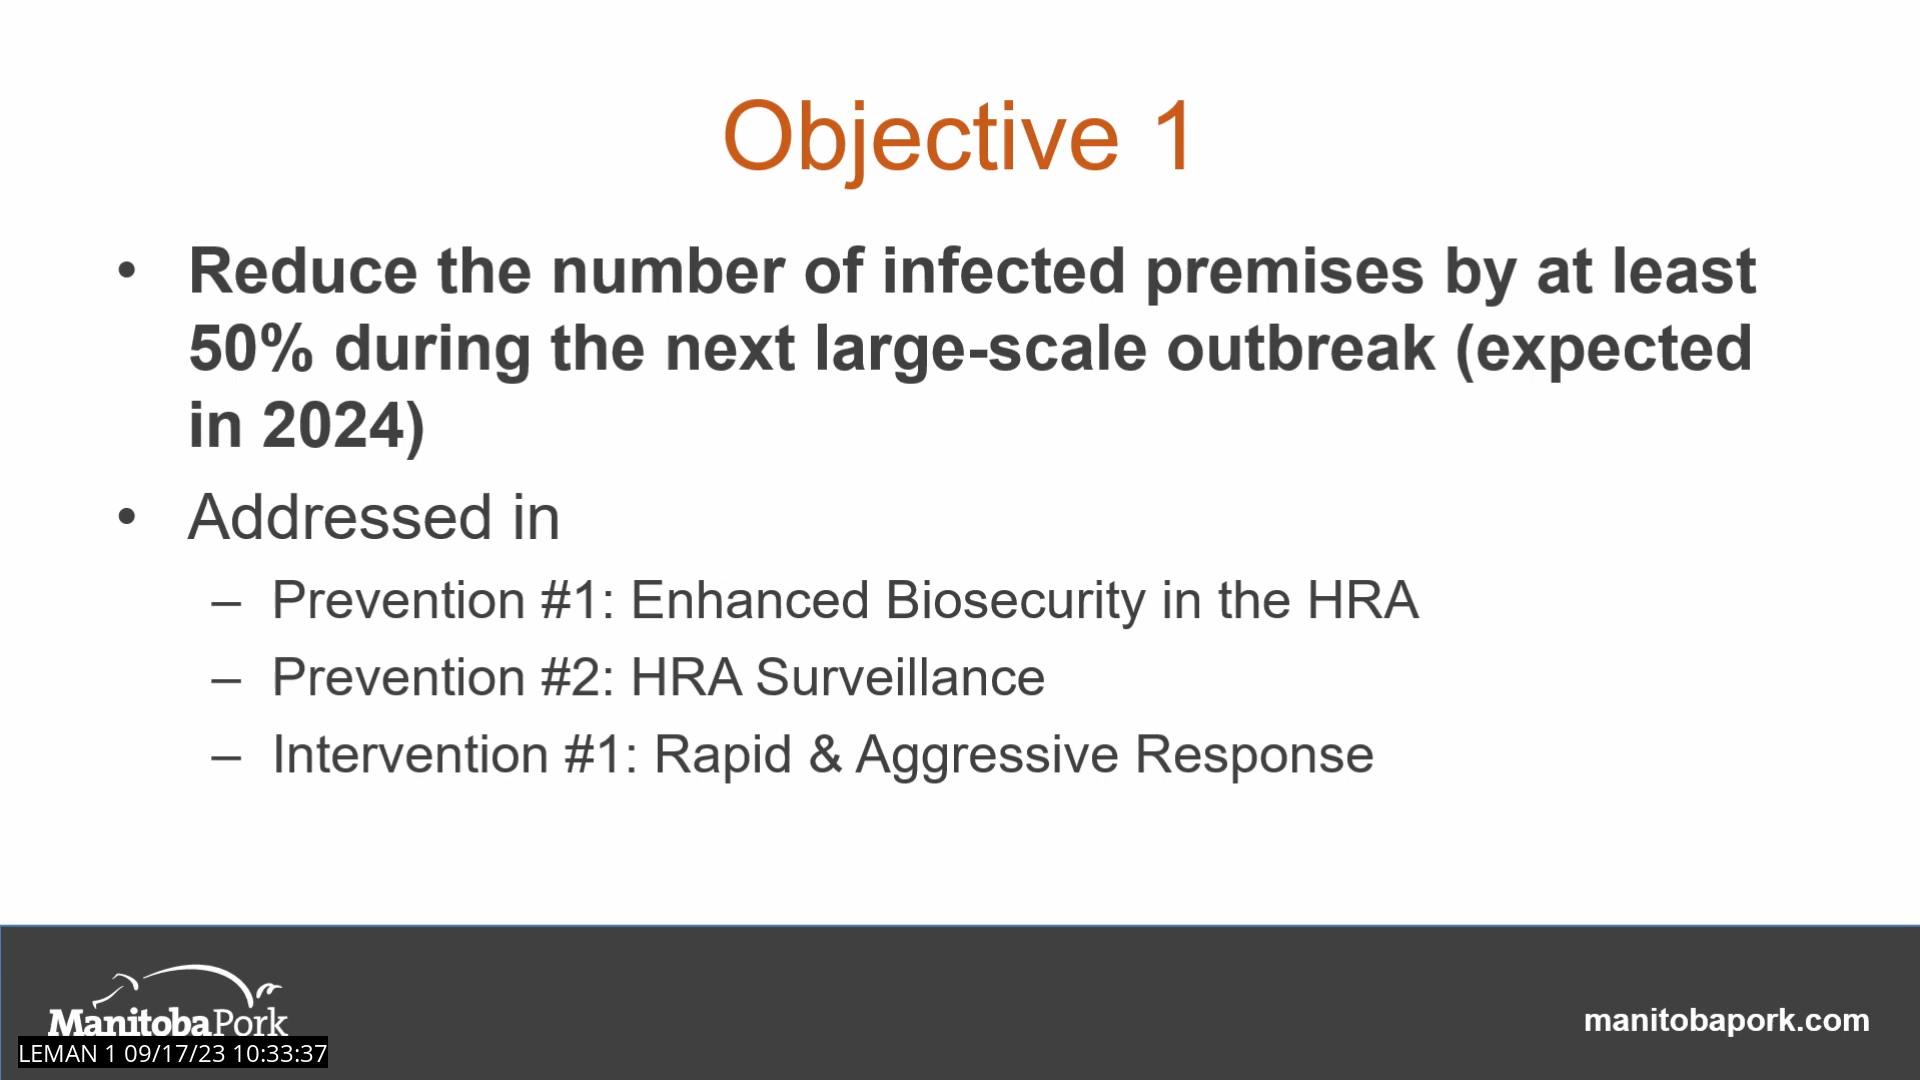 Objective 1
• Reduce the number of infected premises by at least
50% during the next large-scale outbreak (expected
in 2024)
• Addressed in
– Prevention #1: Enhanced Biosecurity in the HRA
– Prevention #2: HRA Surveillance
– Intervention #1: Rapid & Aggressive Response
ManitobaPork
manitobapork.com
LEMAN 1 09/17/23 10:33:37